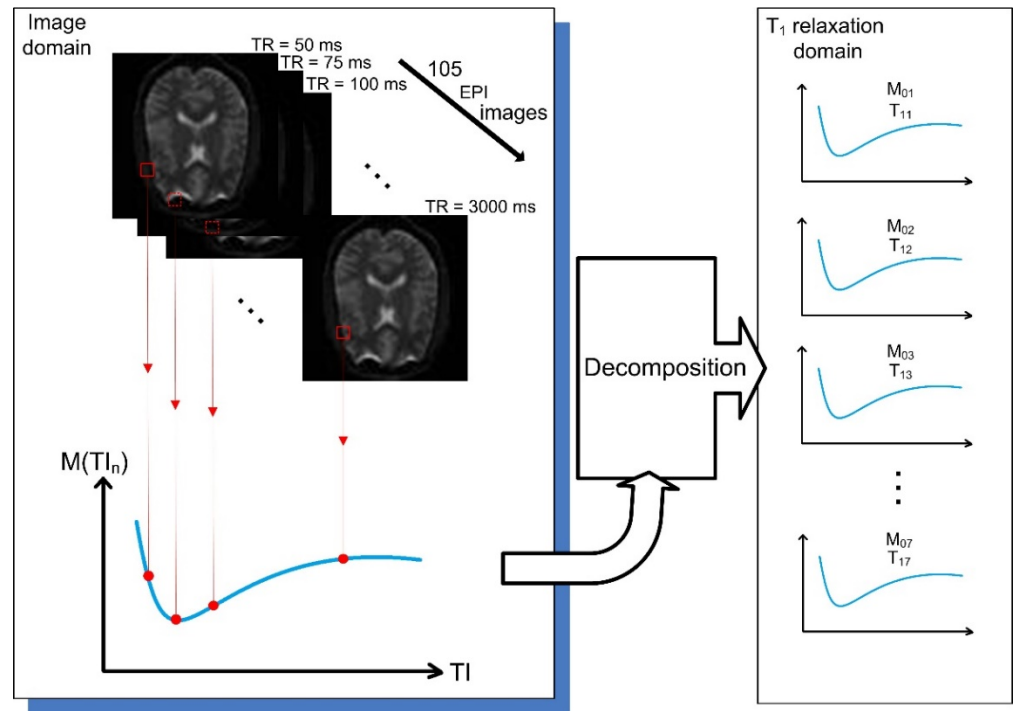 Image
domain
TR = 50 ms
TR = 75 ms
TR = 100 ms
105
EPI
images
TR = 3000 ms
M(TIₙ)
TI
Decomposition
T₁ relaxation
domain
M₀₁
T₁₁
M₀₂
T₁₂
M₀₃
T₁₃
M₀₇
T₁₇